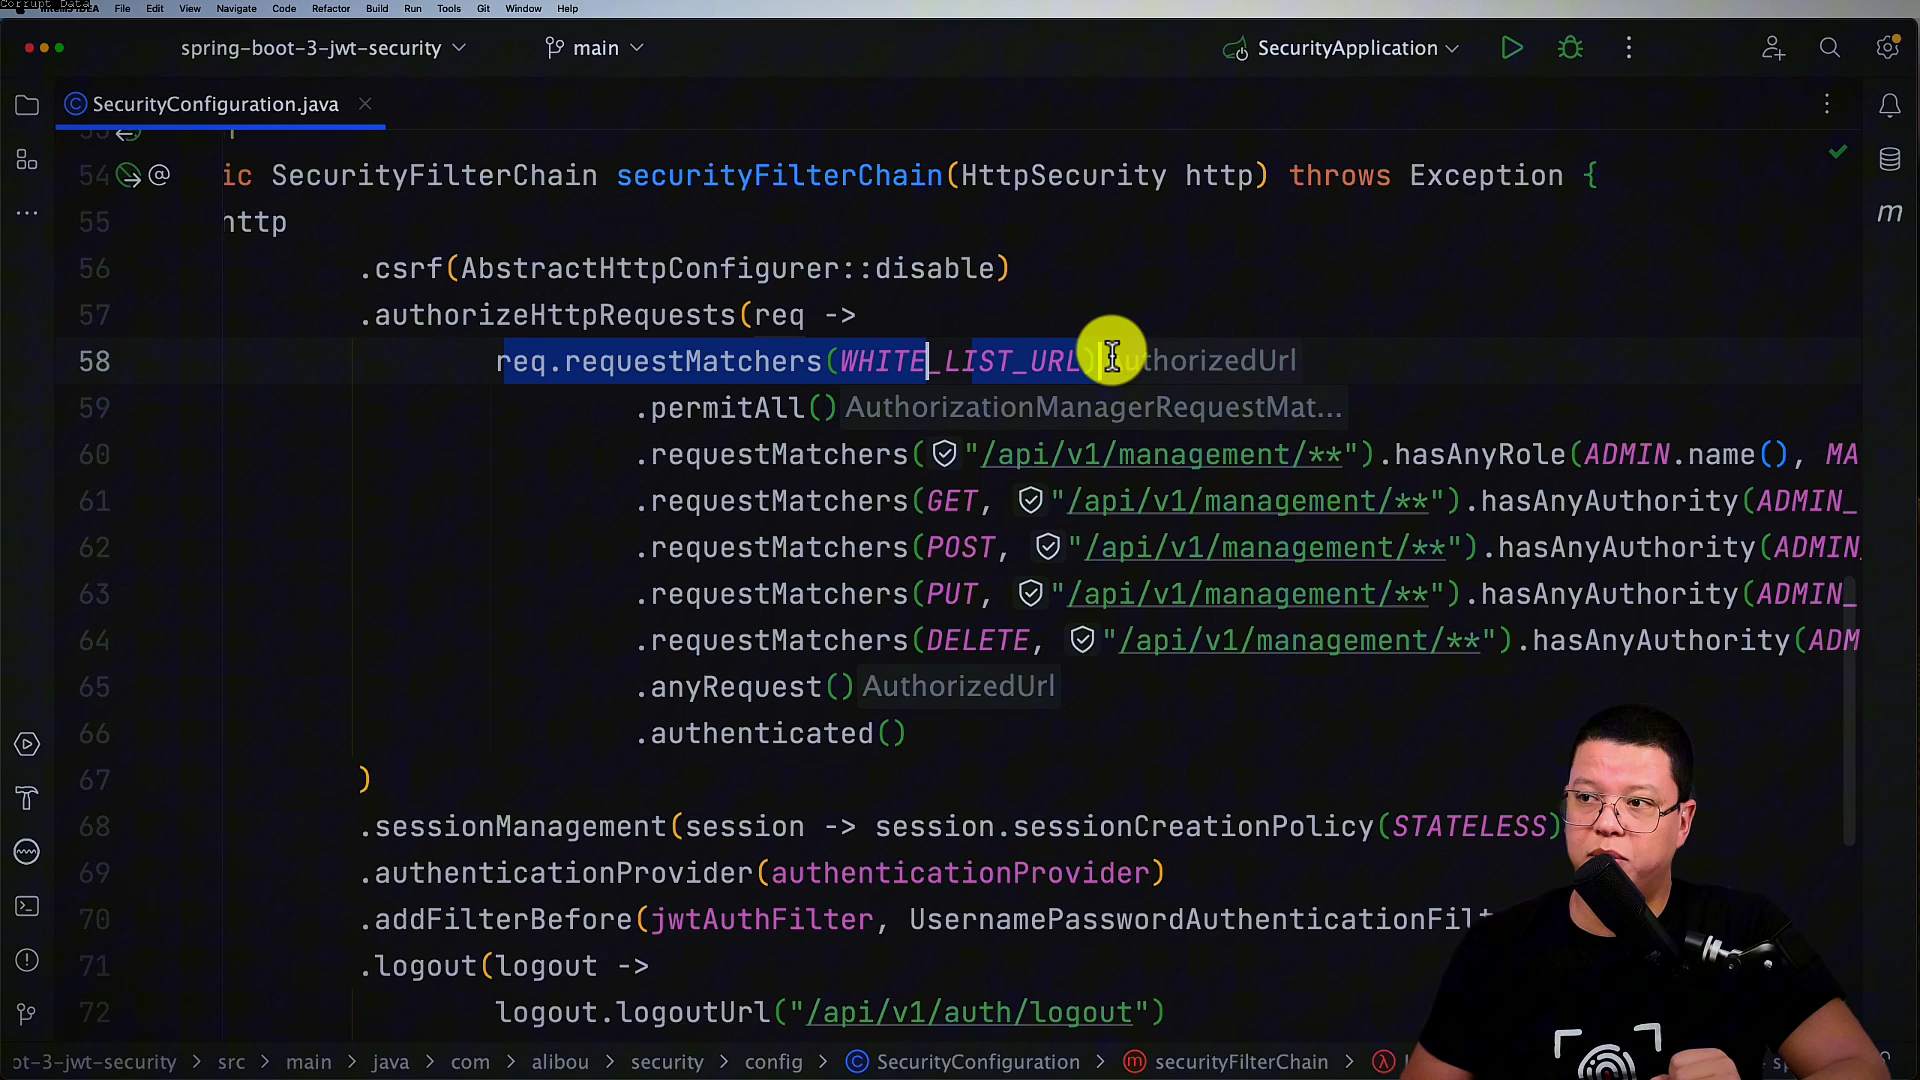 Corrupt Data
File Edit View Navigate Code Refactor Build Run Tools Git Window Help
spring-boot-3-jwt-security main SecurityApplication
SecurityConfiguration.java
54 ic SecurityFilterChain securityFilterChain(HttpSecurity http) throws Exception {
55 http
56 .csrf(AbstractHttpConfigurer::disable)
57 .authorizeHttpRequests(req ->
58 req.requestMatchers(WHITE_LIST_URL) uthorizedUrl
59 .permitAll() AuthorizationManagerRequestMat...
60 .requestMatchers("/api/v1/management/**").hasAnyRole(ADMIN.name(), MA
61 .requestMatchers(GET, "/api/v1/management/**").hasAnyAuthority(ADMIN_
62 .requestMatchers(POST, "/api/v1/management/**").hasAnyAuthority(ADMIN
63 .requestMatchers(PUT, "/api/v1/management/**").hasAnyAuthority(ADMIN_
64 .requestMatchers(DELETE, "/api/v1/management/**").hasAnyAuthority(ADM
65 .anyRequest() AuthorizedUrl
66 .authenticated()
67 )
68 .sessionManagement(session -> session.sessionCreationPolicy(STATELESS)
69 .authenticationProvider(authenticationProvider)
70 .addFilterBefore(jwtAuthFilter, UsernamePasswordAuthenticationFil
71 .logout(logout ->
72 logout.logoutUrl("/api/v1/auth/logout")
ot-3-jwt-security > src > main > java > com > alibou > security > config > SecurityConfiguration > securityFilterChain >